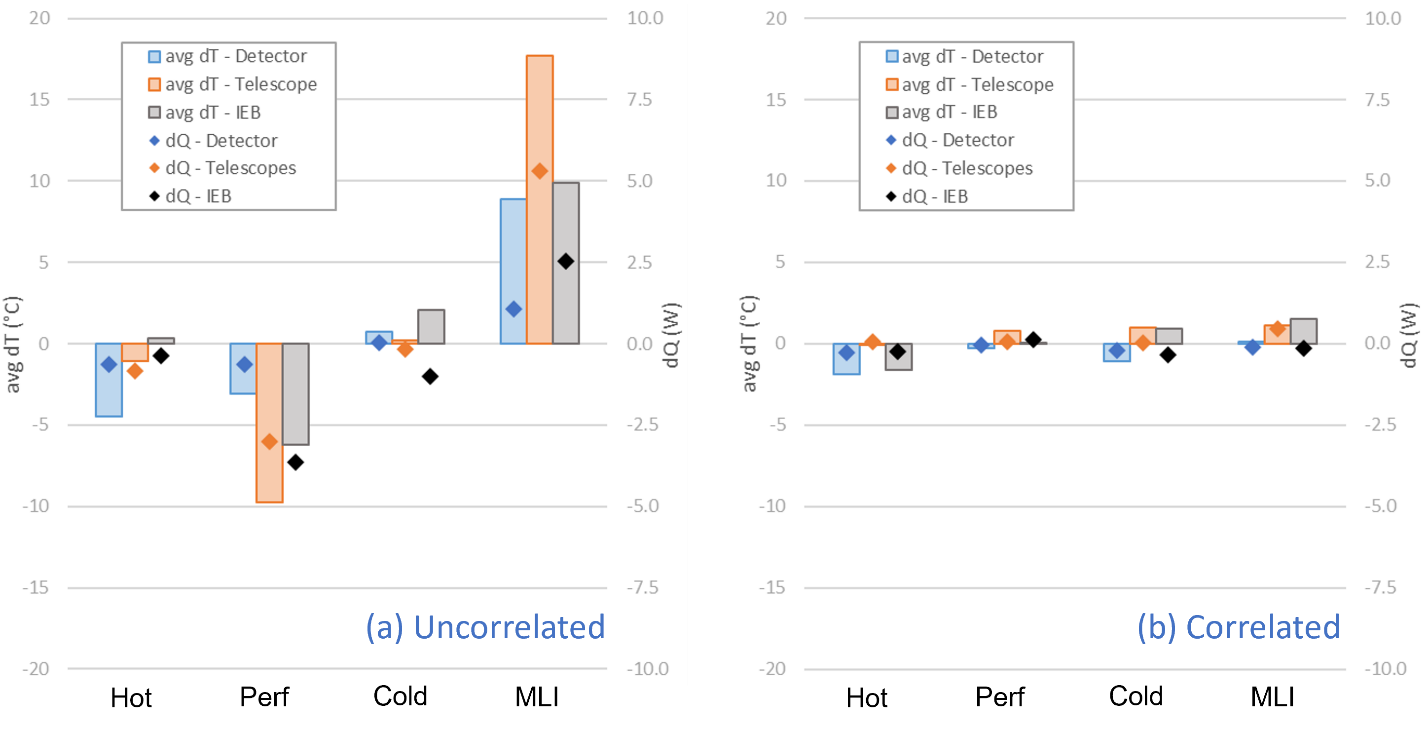 20
15
10
5
0
-5
-10
-15
-20
avg dT (°C)
avg dT - Detector
avg dT - Telescope
avg dT - IEB
dQ - Detector
dQ - Telescopes
dQ - IEB
10.0
7.5
5.0
2.5
0.0
-2.5
-5.0
-7.5
-10.0
dQ (W)
(a) Uncorrelated
Hot Perf Cold MLI
20
15
10
5
0
-5
-10
-15
-20
avg dT (°C)
avg dT - Detector
avg dT - Telescope
avg dT - IEB
dQ - Detector
dQ - Telescopes
dQ - IEB
10.0
7.5
5.0
2.5
0.0
-2.5
-5.0
-7.5
-10.0
dQ (W)
(b) Correlated
Hot Perf Cold MLI